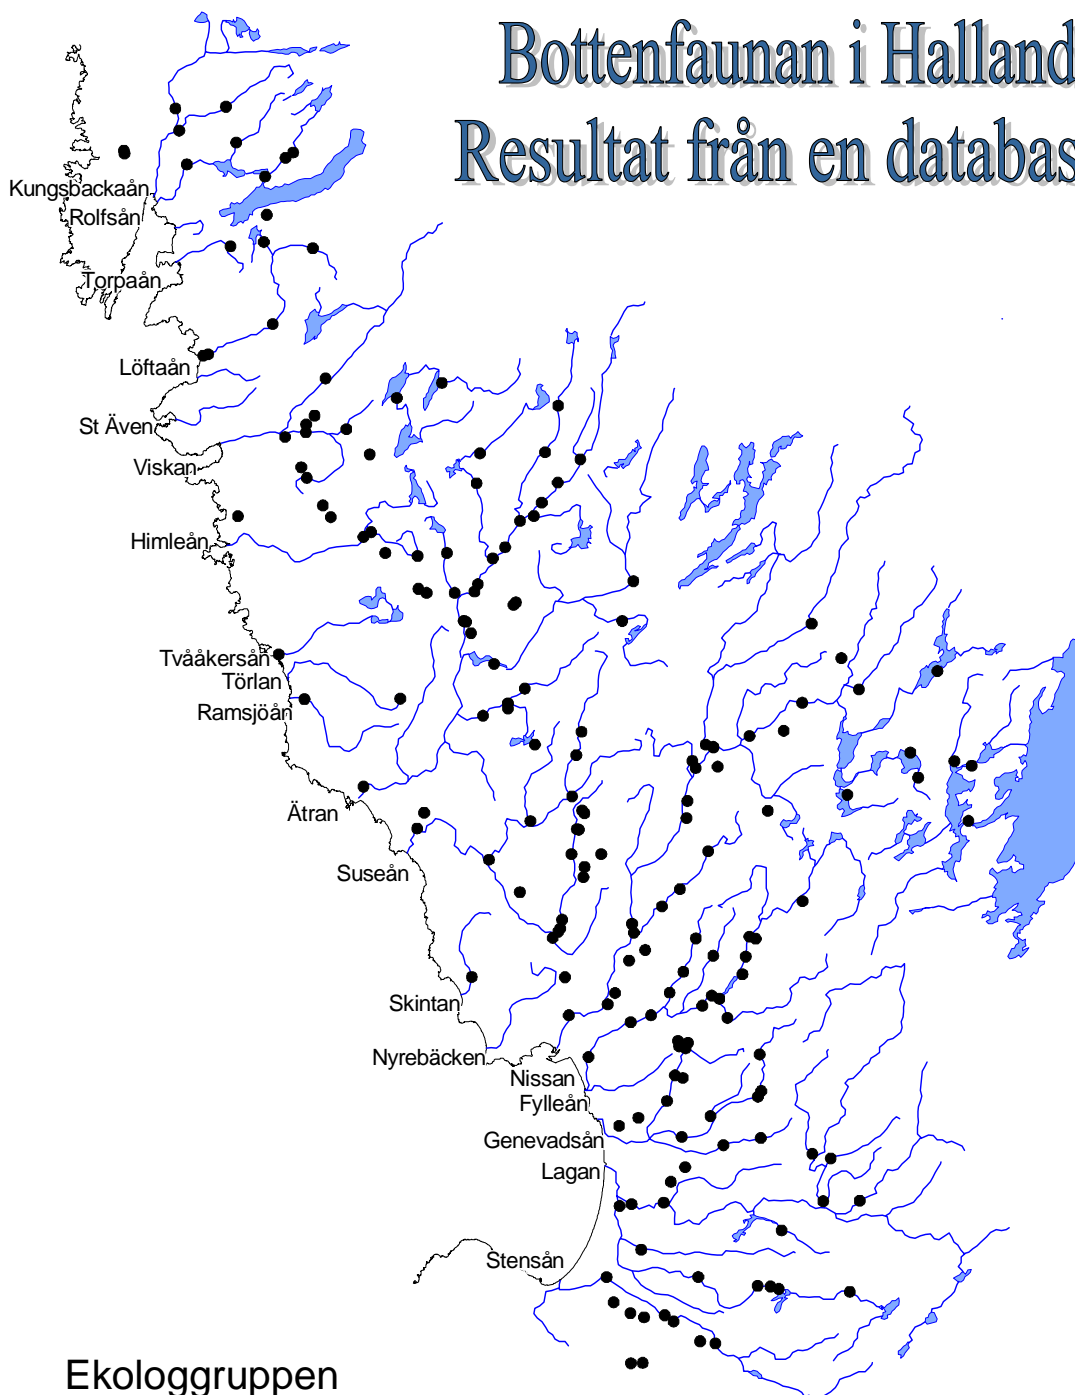 Bottenfaunan i Halland
Resultat från en databas
Kungsbackaån
Rolfsån
Torpaån
Löftaån
St Även
Viskan
Himleån
Tvååkersån
Törlan
Ramsjöån
Ätran
Suseån
Skintan
Nyrebäcken
Nissan
Fylleån
Genevadsån
Lagan
Stensån
Ekologgruppen